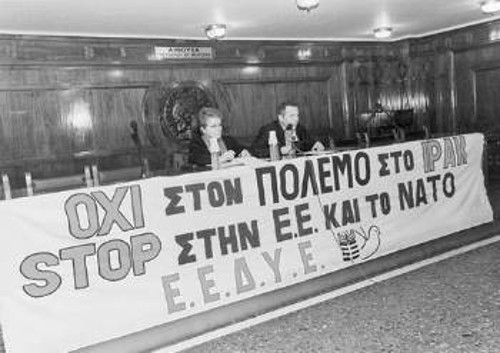 ΟΧΙ ΣΤΟΝ ΠΟΛΕΜΟ ΣΤΟ ΙΡΑΚ
STOP ΣΤΗΝ Ε.Ε. ΚΑΙ ΤΟ ΝΑΤΟ
Ε.Ε.Δ.Υ.Ε.